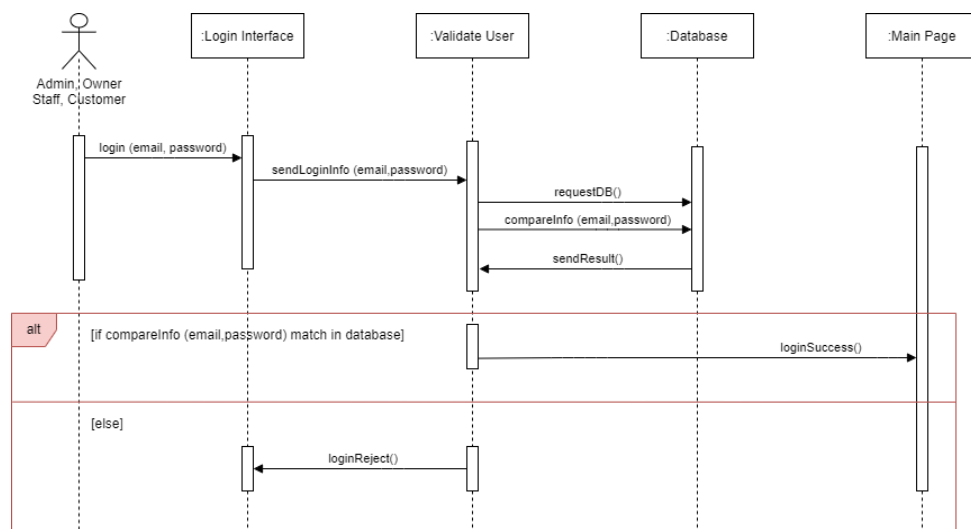 :Login Interface
:Validate User
:Database
:Main Page
Admin, Owner
Staff, Customer
login (email, password)
sendLoginInfo (email,password)
requestDB()
compareInfo (email,password)
sendResult()
alt
[if compareInfo (email,password) match in database]
loginSuccess()
[else]
loginReject()